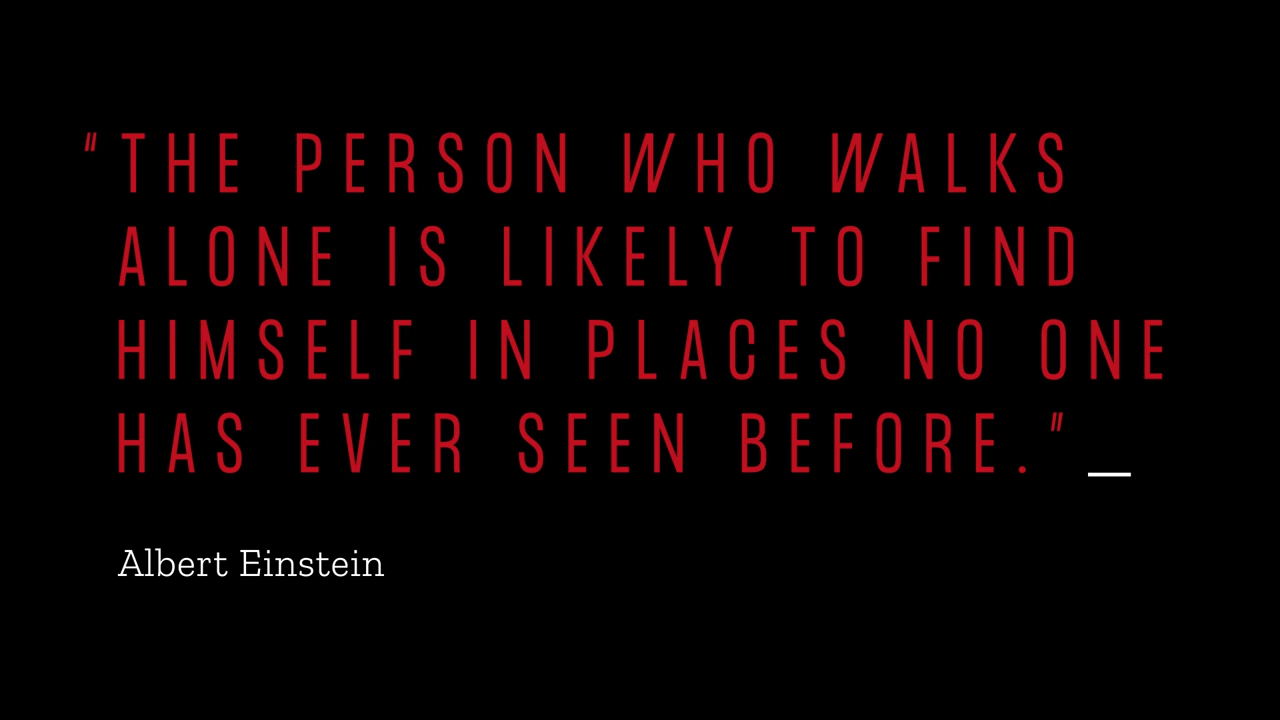 "THE PERSON WHO WALKS
ALONE IS LIKELY TO FIND
HIMSELF IN PLACES NO ONE
HAS EVER SEEN BEFORE." _
Albert Einstein